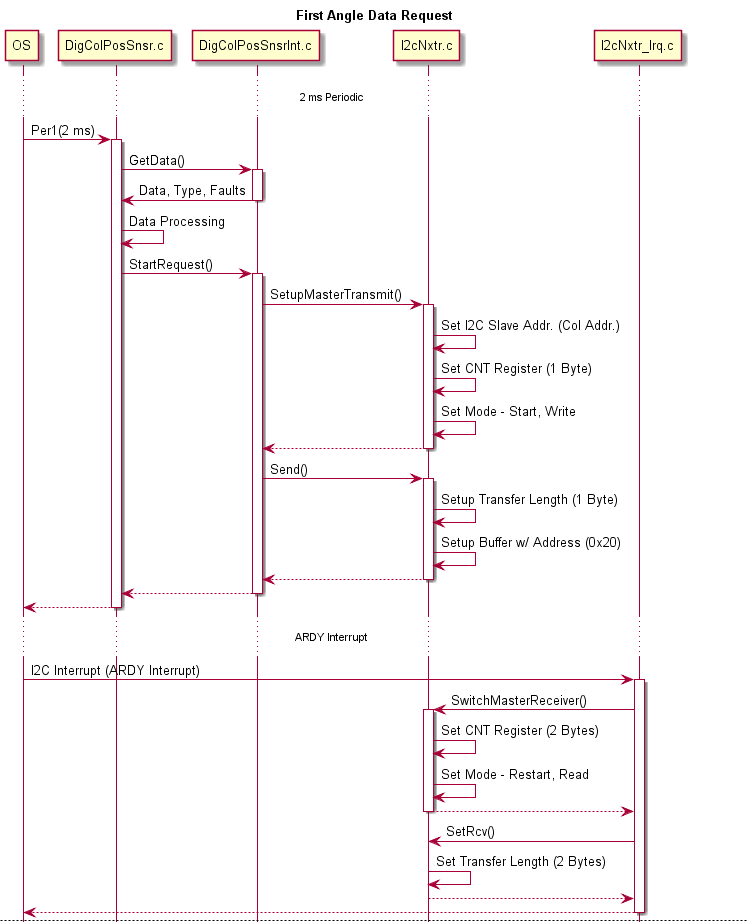 First Angle Data Request
OS
DigColPosSnsr.c
DigColPosSnsrInt.c
I2cNxtr.c
I2cNxtr_Irq.c
2 ms Periodic
Per1(2 ms)
GetData()
Data, Type, Faults
Data Processing
StartRequest()
SetupMasterTransmit()
Set I2C Slave Addr. (Col Addr.)
Set CNT Register (1 Byte)
Set Mode - Start, Write
Send()
Setup Transfer Length (1 Byte)
Setup Buffer w/ Address (0x20)
ARDY Interrupt
I2C Interrupt (ARDY Interrupt)
SwitchMasterReceiver()
Set CNT Register (2 Bytes)
Set Mode - Restart, Read
SetRcv()
Set Transfer Length (2 Bytes)